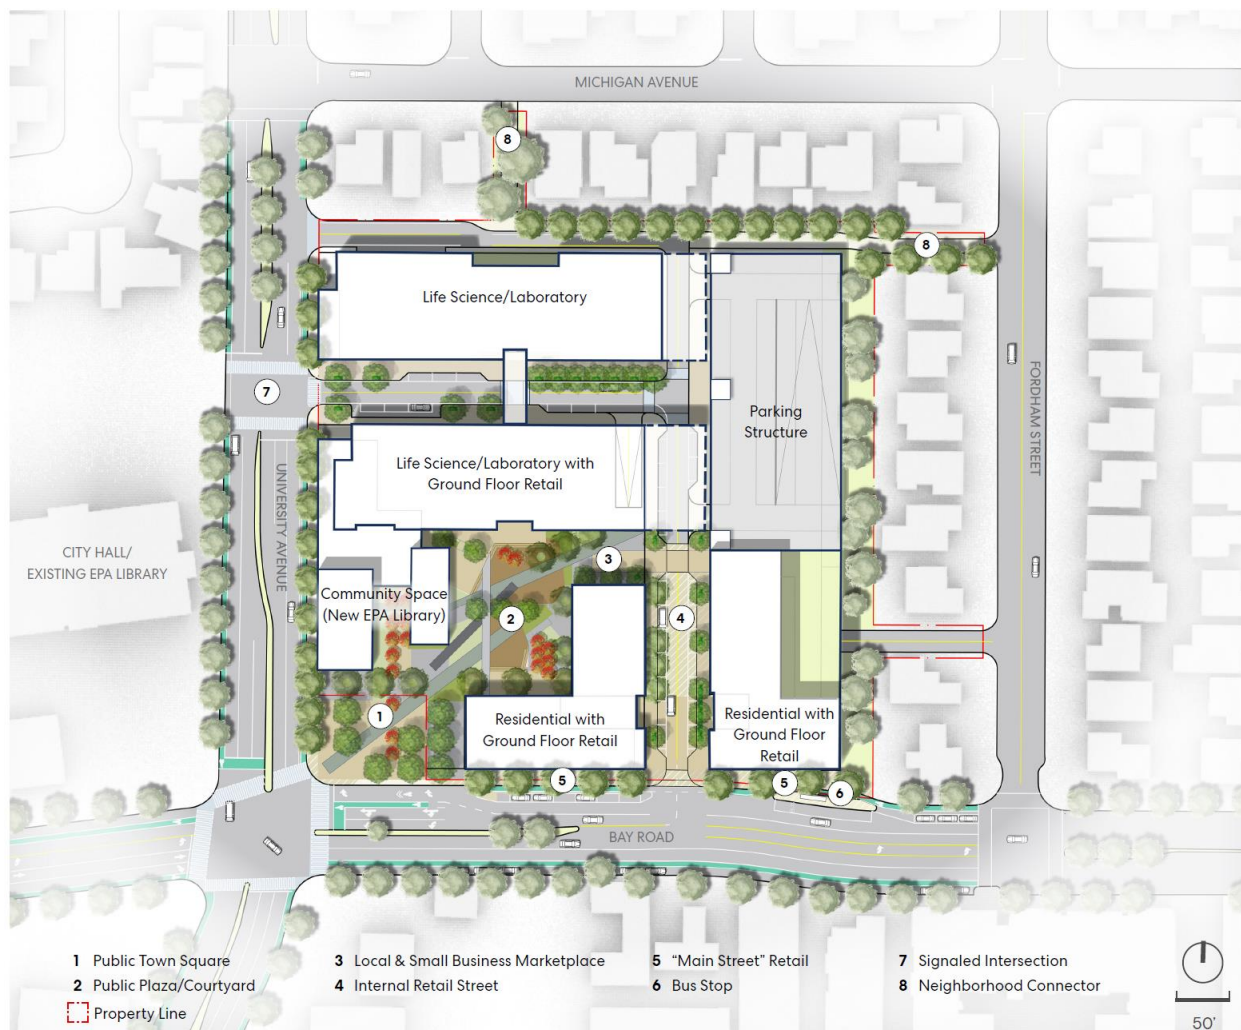 MICHIGAN AVENUE
8
8
Life Science/Laboratory
7
Parking
Structure
FORDHAM STREET
UNIVERSITY AVENUE
Life Science/Laboratory with
Ground Floor Retail
CITY HALL/
EXISTING EPA LIBRARY
3
Community Space
(New EPA Library)
2
4
1
Residential with
Ground Floor Retail
Residential with
Ground Floor
Retail
5
5
6
BAY ROAD
1 Public Town Square
2 Public Plaza/Courtyard
Property Line
3 Local & Small Business Marketplace
4 Internal Retail Street
5 "Main Street" Retail
6 Bus Stop
7 Signaled Intersection
8 Neighborhood Connector
50'